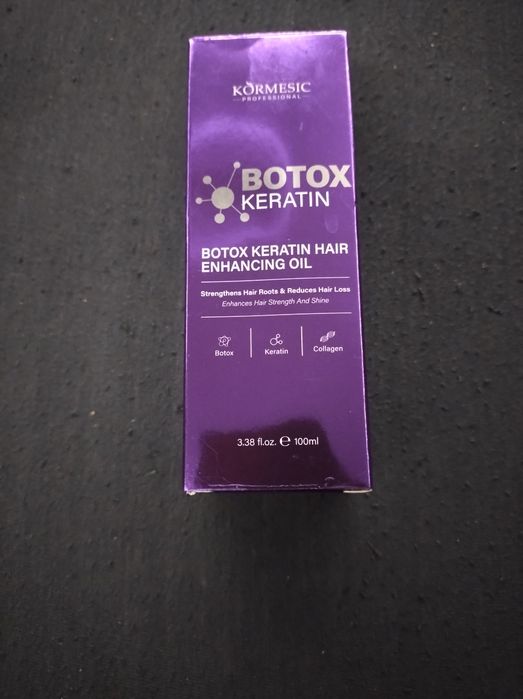 KORMESIC
PROFESSIONAL
BOTOX
KERATIN
BOTOX KERATIN HAIR
ENHANCING OIL
Strengthens Hair Roots & Reduces Hair Loss
Enhances Hair Strength And Shine
Botox Keratin Collagen
3.38 fl.oz. ℮ 100ml